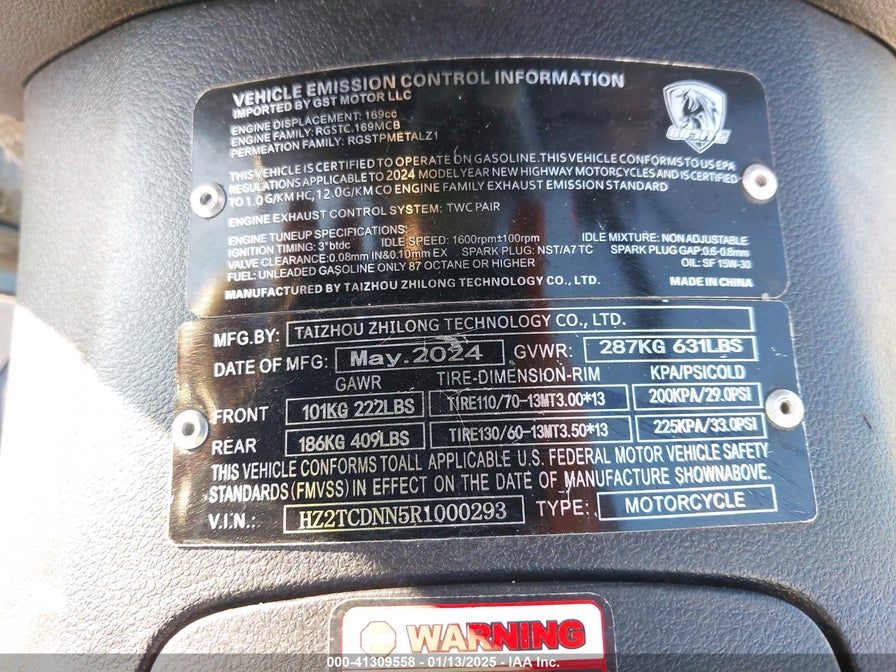 VEHICLE EMISSION CONTROL INFORMATION
IMPORTED BY GST MOTOR LLC
ENGINE DISPLACEMENT: 169cc
ENGINE FAMILY: RGSTC.169MCB
PERMEATION FAMILY: RGSTPMETALZ1
THIS VEHICLE IS CERTIFIED TO OPERATE ON GASOLINE.THIS VEHICLE CONFORMS TO US EPA
REGULATIONS APPLICABLE TO 2024 MODEL YEAR NEW HIGHWAY MOTORCYCLES AND IS CERTIFIED
TO 1.0 G/KM HC, 12.0G/KM CO ENGINE FAMILY EXHAUST EMISSION STANDARD
ENGINE EXHAUST CONTROL SYSTEM: TWC PAIR
ENGINE TUNEUP SPECIFICATIONS:
IGNITION TIMING: 3°btdc IDLE SPEED: 1600rpm±100rpm IDLE MIXTURE: NON ADJUSTABLE
VALVE CLEARANCE:0.08mm IN&0.10mm EX SPARK PLUG: NST/A7 TC SPARK PLUG GAP:0.6-0.8mm
FUEL: UNLEADED GASOLINE ONLY 87 OCTANE OR HIGHER OIL: SF 15W-30
MANUFACTURED BY TAIZHOU ZHILONG TECHNOLOGY CO., LTD. MADE IN CHINA
MFG.BY: TAIZHOU ZHILONG TECHNOLOGY CO., LTD.
DATE OF MFG: May.2024 GVWR: 287KG 631LBS
GAWR TIRE-DIMENSION-RIM KPA/PSICOLD
FRONT 101KG 222LBS TIRE110/70-13MT3.00*13 200KPA/29.0PSI
REAR 186KG 409LBS TIRE130/60-13MT3.50*13 225KPA/33.0PSI
THIS VEHICLE CONFORMS TOALL APPLICABLE U.S. FEDERAL MOTOR VEHICLE SAFETY
STANDARDS (FMVSS) IN EFFECT ON THE DATE OF MANUFACTURE SHOWNABOVE.
V.I.N.: HZ2TCDNN5R1000293 TYPE: MOTORCYCLE
WARNING
000-41309558 - 01/13/2025 - IAA Inc.